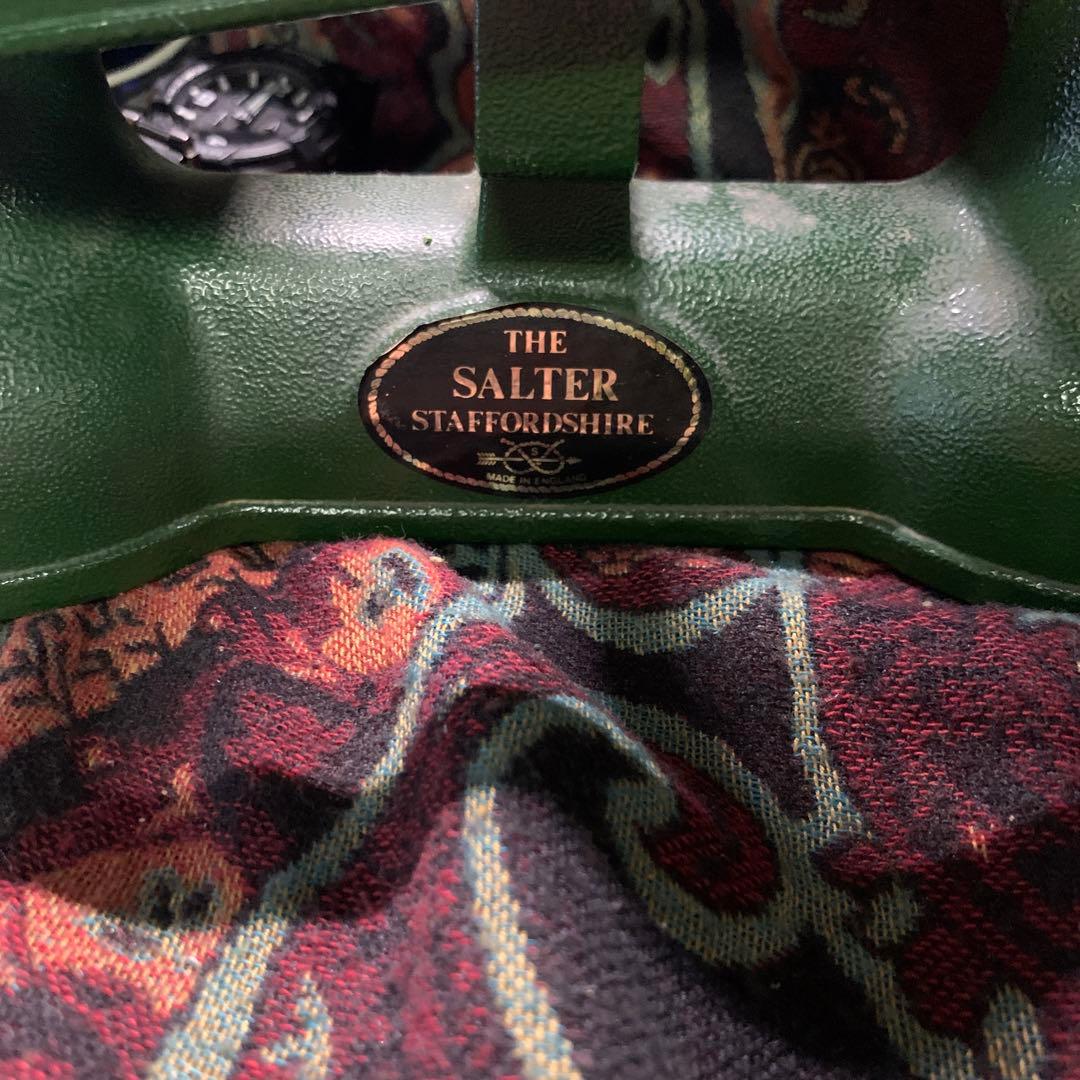 THE
SALTER
STAFFORDSHIRE
S
MADE IN ENGLAND